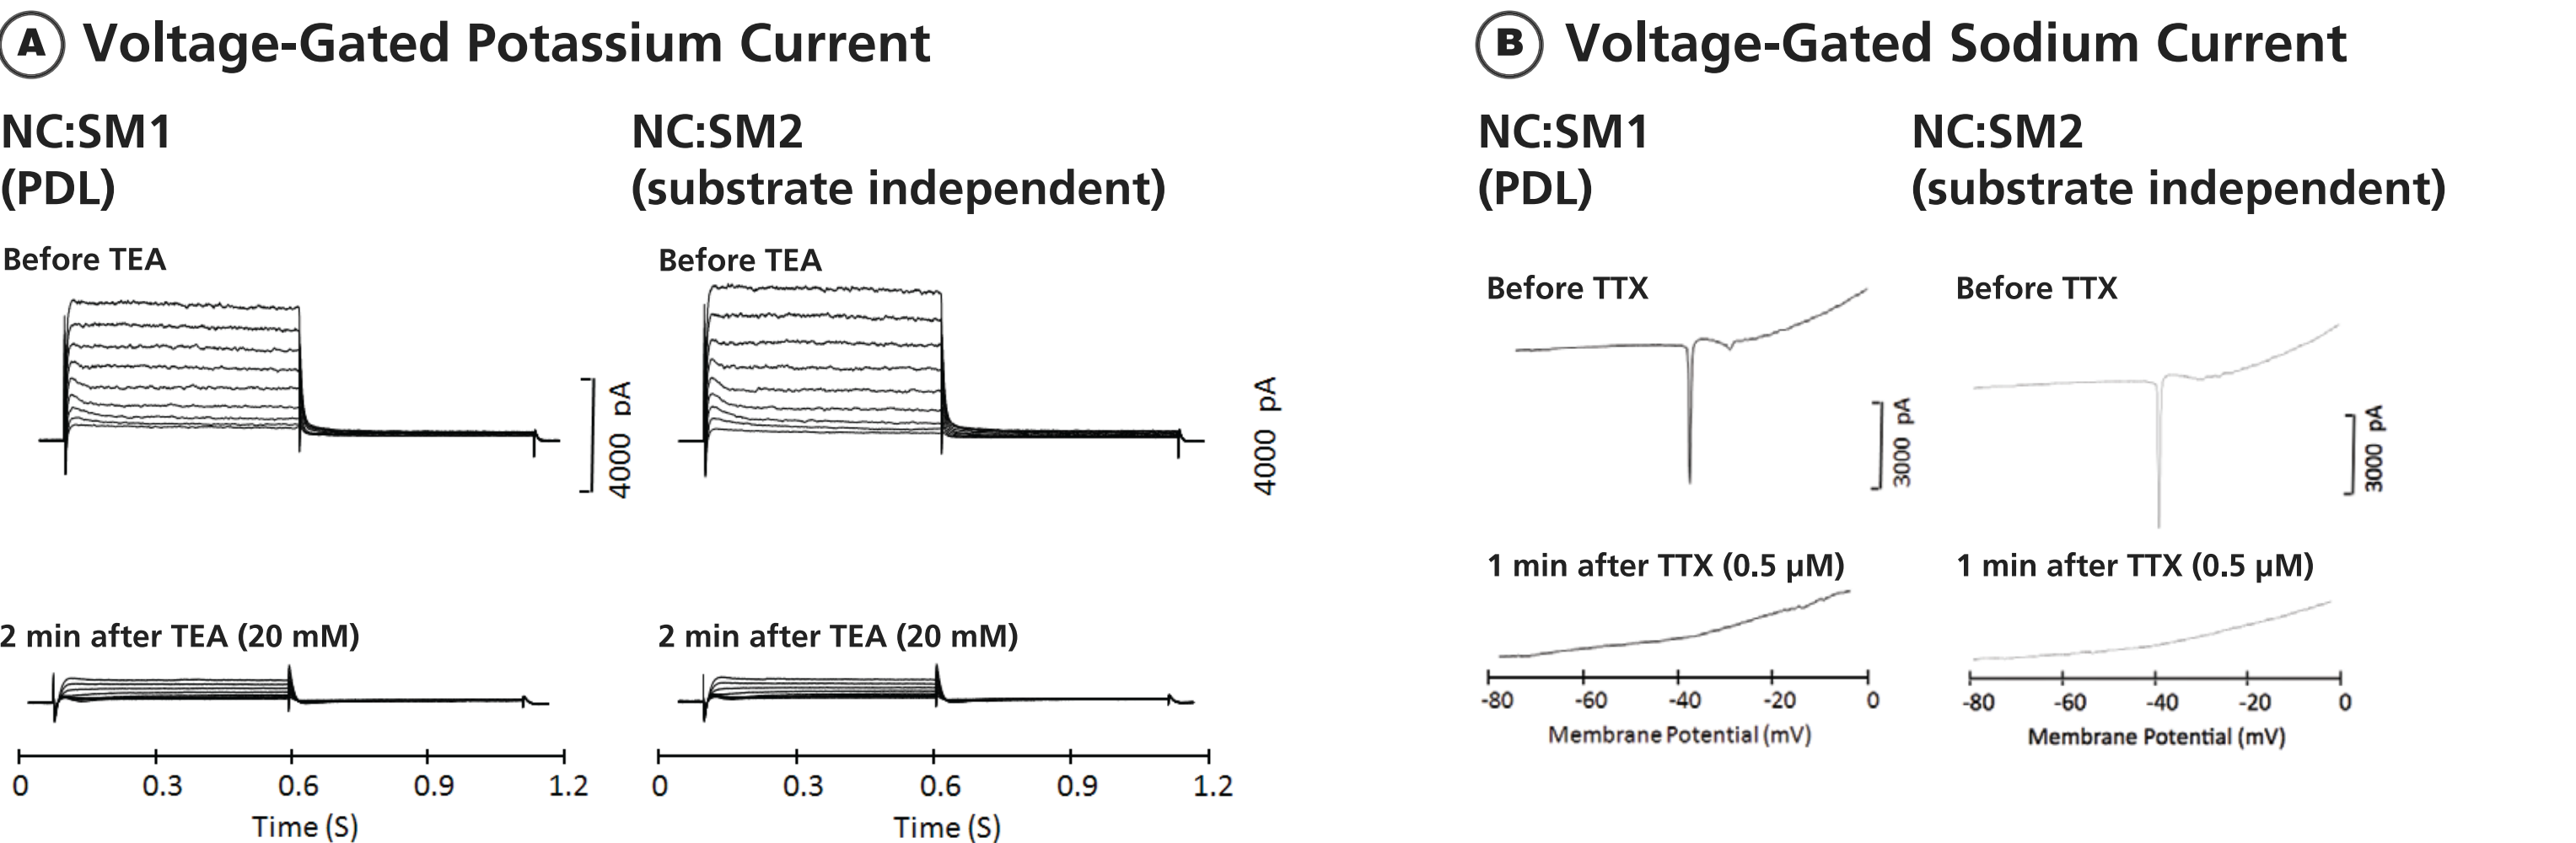 A Voltage-Gated Potassium Current
NC:SM1
(PDL)
NC:SM2
(substrate independent)
Before TEA
Before TEA
4000 pA
4000 pA
2 min after TEA (20 mM)
2 min after TEA (20 mM)
0 0.3 0.6 0.9 1.2
Time (S)
0 0.3 0.6 0.9 1.2
Time (S)
B Voltage-Gated Sodium Current
NC:SM1
(PDL)
NC:SM2
(substrate independent)
Before TTX
Before TTX
3000 pA
3000 pA
1 min after TTX (0.5 μM)
1 min after TTX (0.5 μM)
-80 -60 -40 -20 0
Membrane Potential (mV)
-80 -60 -40 -20 0
Membrane Potential (mV)